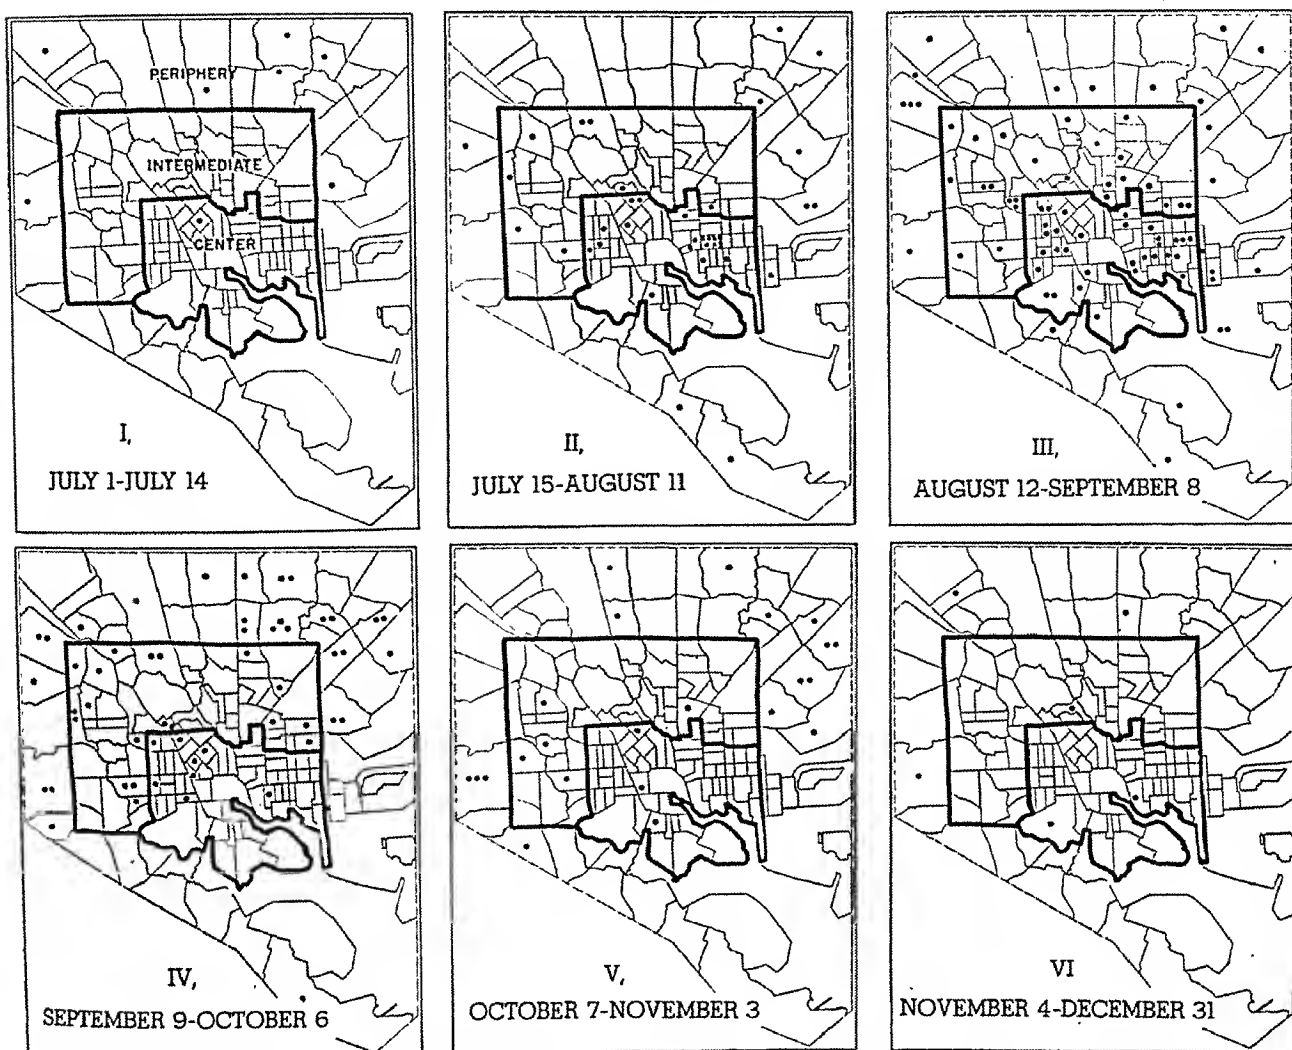 PERIPHERY
INTERMEDIATE
CENTER
I,
JULY 1-JULY 14
II,
JULY 15-AUGUST 11
III,
AUGUST 12-SEPTEMBER 8
IV,
SEPTEMBER 9-OCTOBER 6
V,
OCTOBER 7-NOVEMBER 3
VI
NOVEMBER 4-DECEMBER 31